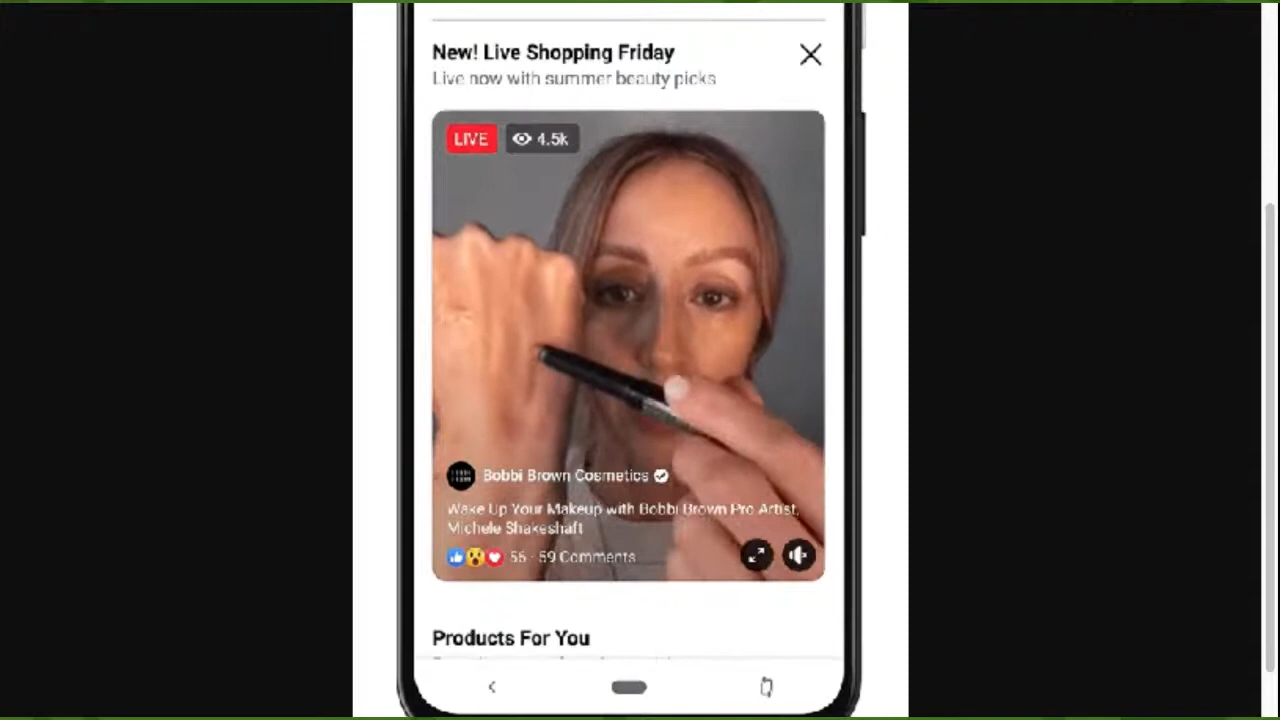 New! Live Shopping Friday
Live now with summer beauty picks
LIVE 4.5k
Bobbi Brown Cosmetics
Wake Up Your Makeup with Bobbi Brown Pro Artist,
Michele Shakeshaft
56 · 59 Comments
Products For You